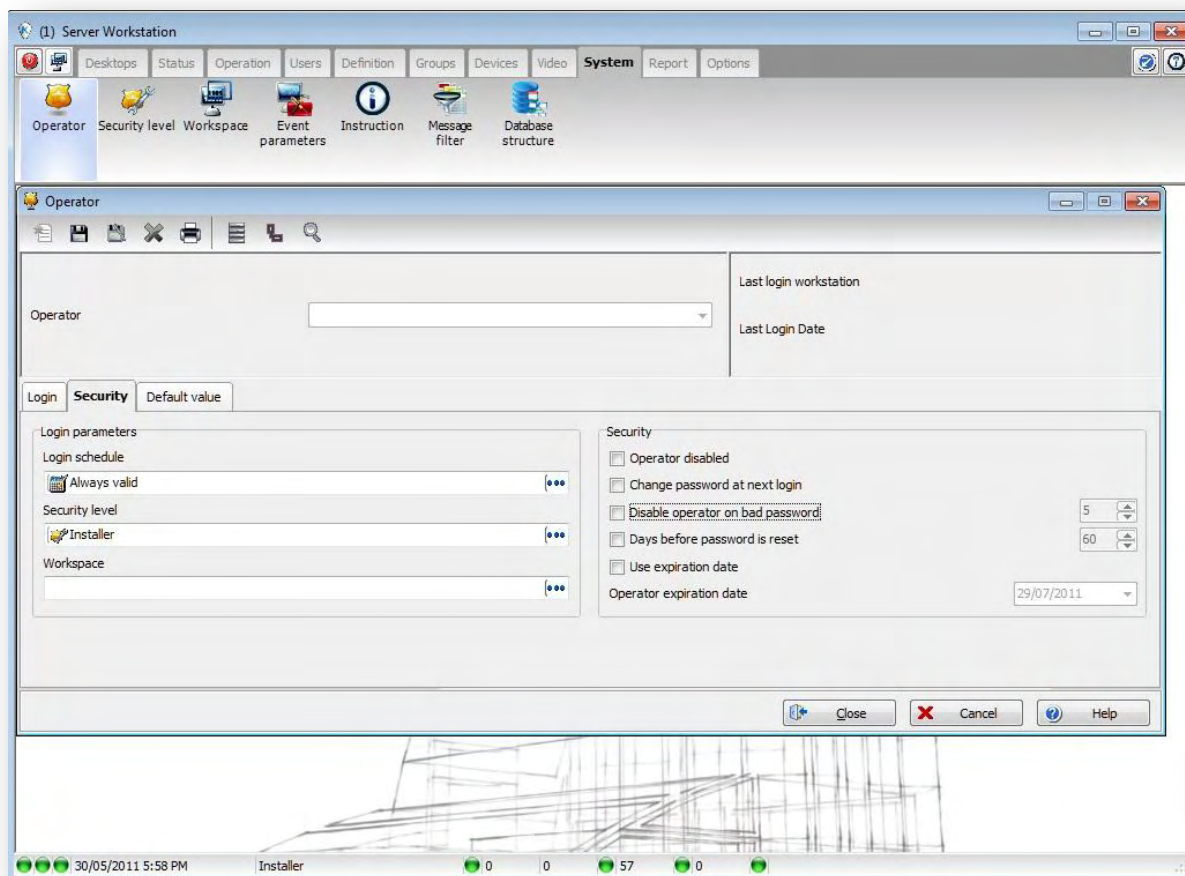 (1) Server Workstation
Desktops Status Operation Users Definition Groups Devices Video System Report Options
Operator Security level Workspace Event parameters Instruction Message filter Database structure
Operator
Operator
Last login workstation
Last Login Date
Login Security Default value
Login parameters
Login schedule
Always valid
Security level
Installer
Workspace
Security
Operator disabled
Change password at next login
Disable operator on bad password 5
Days before password is reset 60
Use expiration date
Operator expiration date 29/07/2011
Close Cancel Help
30/05/2011 5:58 PM Installer 0 0 57 0